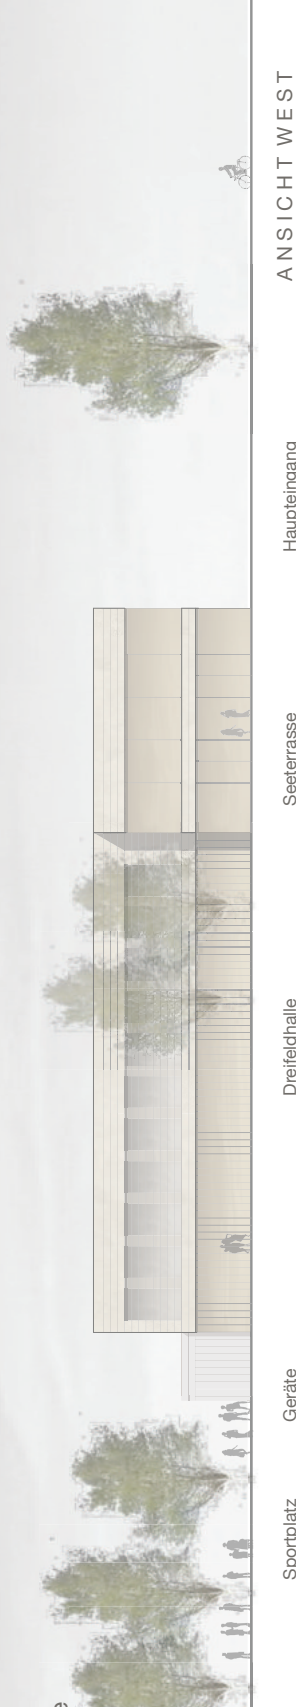 ANSICHT WEST
Sportplatz
Geräte
Dreifeldhalle
Seeterrasse
Haupteingang